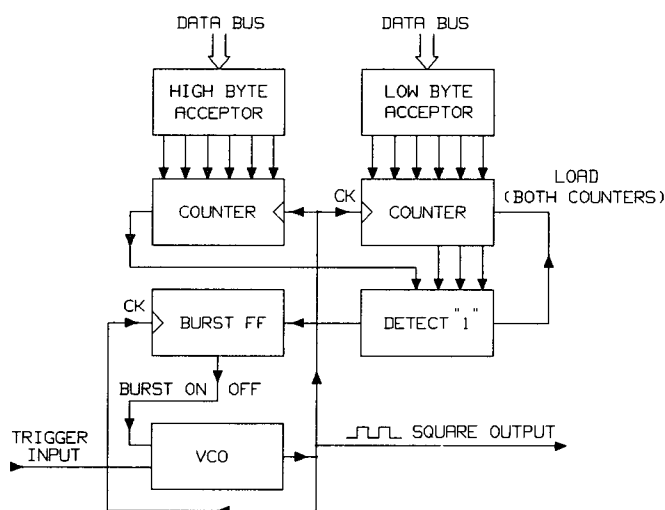 DATA BUS
DATA BUS
HIGH BYTE
ACCEPTOR
LOW BYTE
ACCEPTOR
LOAD
(BOTH COUNTERS)
COUNTER
CK
COUNTER
CK
BURST FF
DETECT "1"
BURST ON OFF
TRIGGER
INPUT
VCO
SQUARE OUTPUT